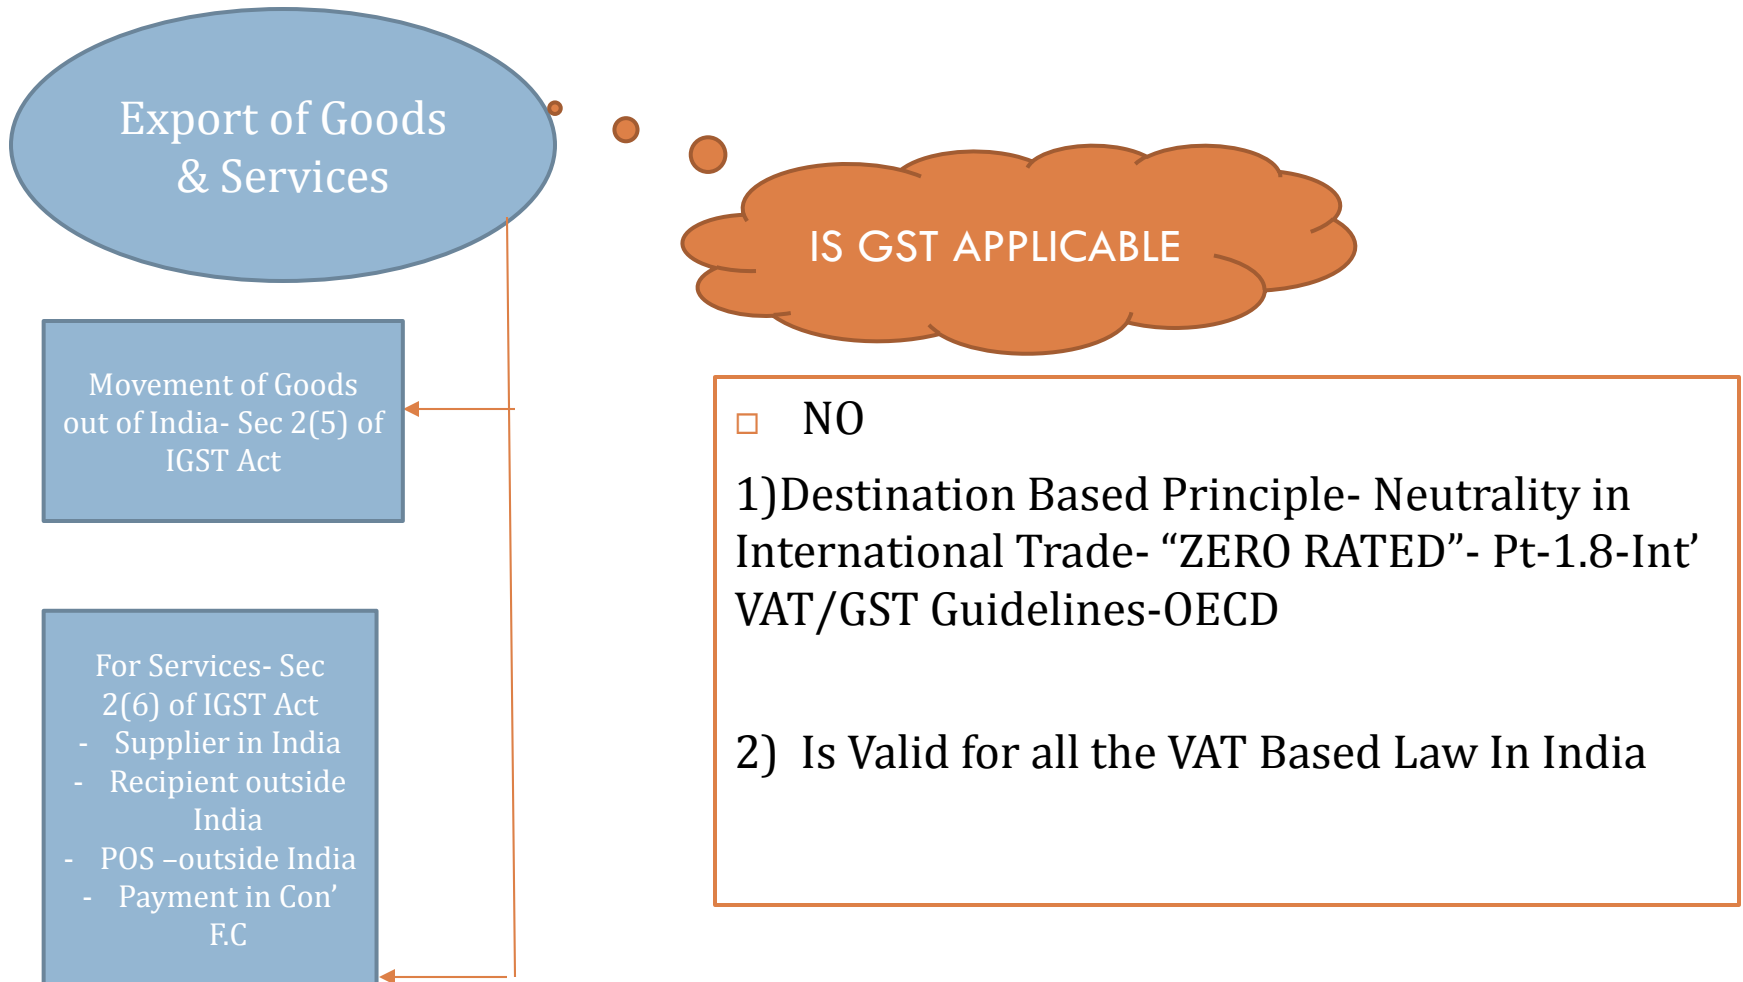 Export of Goods
& Services
IS GST APPLICABLE
Movement of Goods
out of India- Sec 2(5) of
IGST Act
For Services- Sec
2(6) of IGST Act
- Supplier in India
- Recipient outside
India
- POS –outside India
- Payment in Con’
F.C
NO
1)Destination Based Principle- Neutrality in
International Trade- “ZERO RATED”- Pt-1.8-Int’
VAT/GST Guidelines-OECD
2) Is Valid for all the VAT Based Law In India